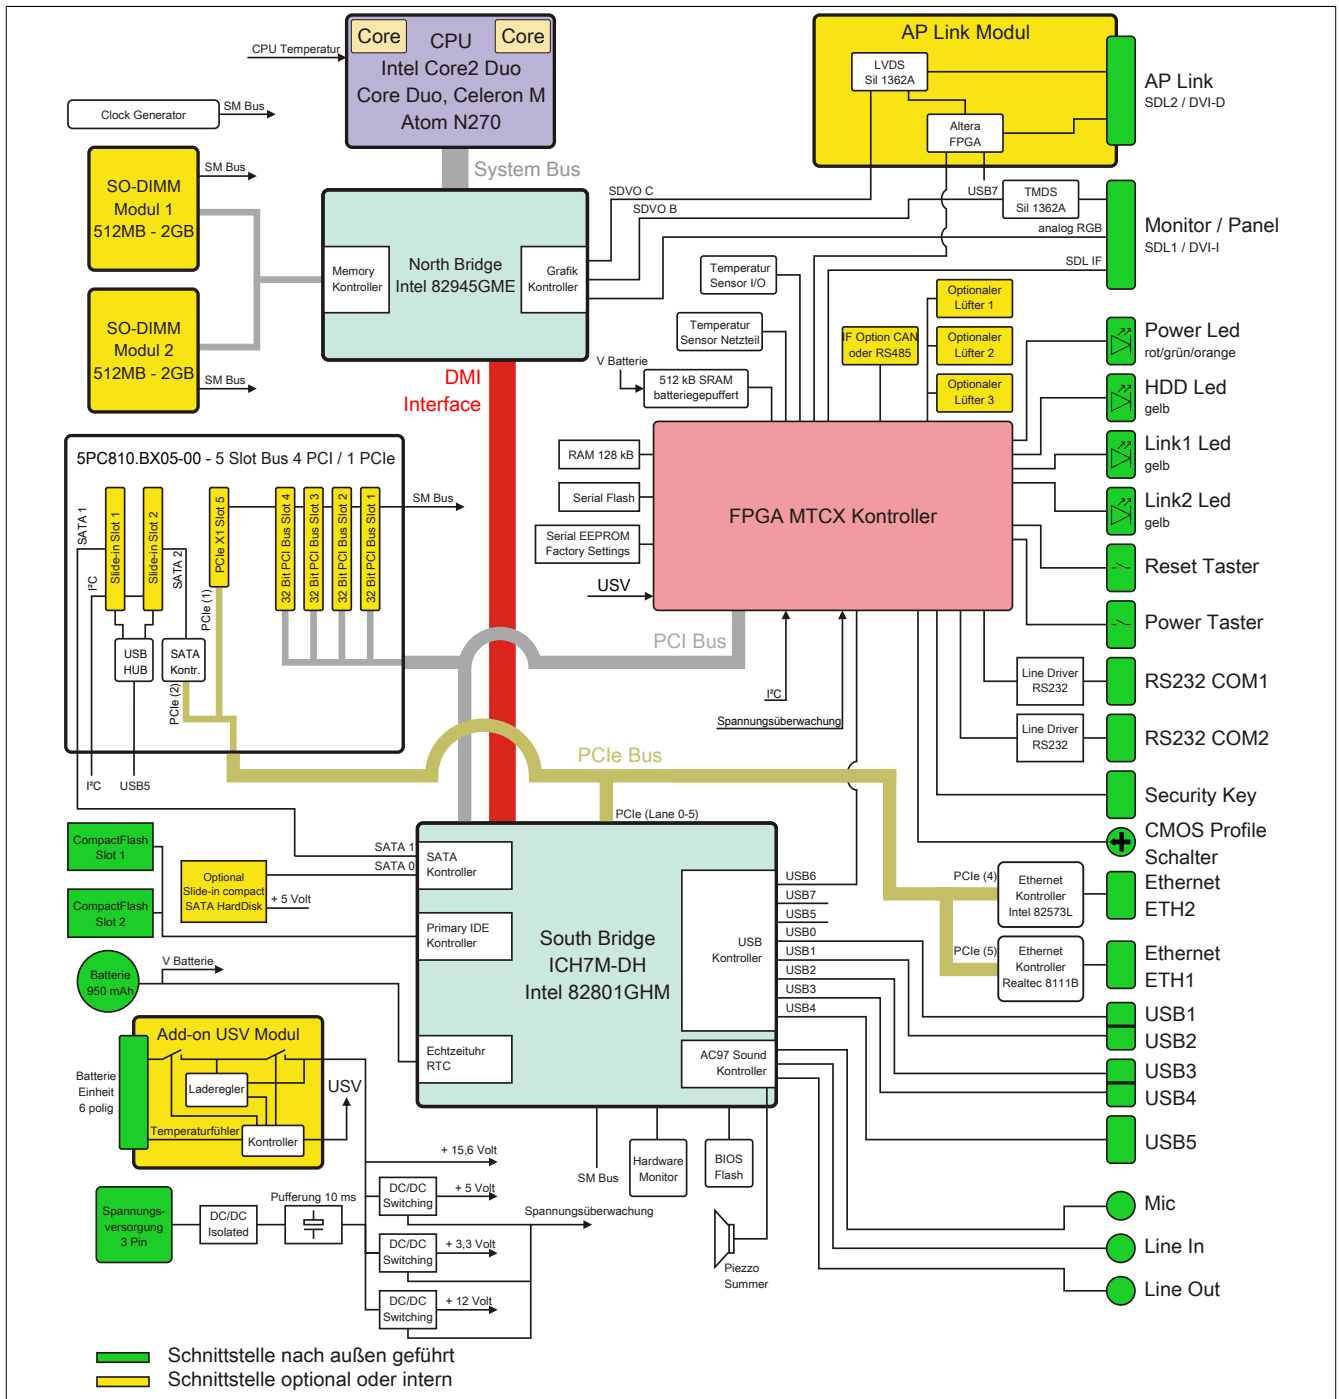 Core
CPU
Core
Intel Core2 Duo
Core Duo, Celeron M
Atom N270
CPU Temperatur
Clock Generator
SM Bus
System Bus
SO-DIMM
Modul 1
512MB - 2GB
SM Bus
SO-DIMM
Modul 2
512MB - 2GB
SM Bus
Memory
Kontroller
North Bridge
Intel 82945GME
Grafik
Kontroller
SDVO C
SDVO B
AP Link Modul
LVDS
Sil 1362A
Altera
FPGA
AP Link
SDL2 / DVI-D
USB7
TMDS
Sil 1362A
analog RGB
SDL IF
Monitor / Panel
SDL1 / DVI-I
Temperatur
Sensor I/O
Temperatur
Sensor Netzteil
V Batterie
512 kB SRAM
batteriegepuffert
IF Option CAN
oder RS485
Optionaler
Lüfter 1
Optionaler
Lüfter 2
Optionaler
Lüfter 3
Power Led
rot/grün/orange
HDD Led
gelb
Link1 Led
gelb
Link2 Led
gelb
Reset Taster
Power Taster
DMI
Interface
RAM 128 kB
Serial Flash
Serial EEPROM
Factory Settings
USV
FPGA MTCX Kontroller
5PC810.BX05-00 - 5 Slot Bus 4 PCI / 1 PCIe
SATA 1
Slide-in Slot 1
Slide-in Slot 2
SATA 2
PCIe X1 Slot 5
32 Bit PCI Bus Slot 4
32 Bit PCI Bus Slot 3
32 Bit PCI Bus Slot 2
32 Bit PCI Bus Slot 1
SM Bus
I²C
PCIe (1)
USB
HUB
SATA
Kontr.
PCIe (2)
I²C
USB5
PCI Bus
I²C
Spannungsüberwachung
Line Driver
RS232
RS232 COM1
Line Driver
RS232
RS232 COM2
Security Key
CMOS Profile
Schalter
PCIe Bus
PCIe (Lane 0-5)
CompactFlash
Slot 1
CompactFlash
Slot 2
Optional
Slide-in compact
SATA HardDisk
+ 5 Volt
SATA 1
SATA 0
SATA
Kontroller
Primary IDE
Kontroller
South Bridge
ICH7M-DH
Intel 82801GHM
USB
Kontroller
USB6
USB7
USB5
USB0
USB1
USB2
USB3
USB4
PCIe (4)
Ethernet
Kontroller
Intel 82573L
Ethernet
ETH2
PCIe (5)
Ethernet
Kontroller
Realtec 8111B
Ethernet
ETH1
USB1
USB2
USB3
USB4
USB5
Batterie
950 mAh
V Batterie
Echtzeituhr
RTC
AC97 Sound
Kontroller
Add-on USV Modul
Batterie
Einheit
6 polig
Laderegler
Temperaturfühler
Kontroller
USV
SM Bus
Hardware
Monitor
BIOS
Flash
Piezzo
Summer
Mic
Line In
Line Out
Spannungs-
versorgung
3 Pin
DC/DC
Isolated
Pufferung 10 ms
+ 15,6 Volt
DC/DC
Switching
+ 5 Volt
Spannungsüberwachung
DC/DC
Switching
+ 3,3 Volt
DC/DC
Switching
+ 12 Volt
Schnittstelle nach außen geführt
Schnittstelle optional oder intern